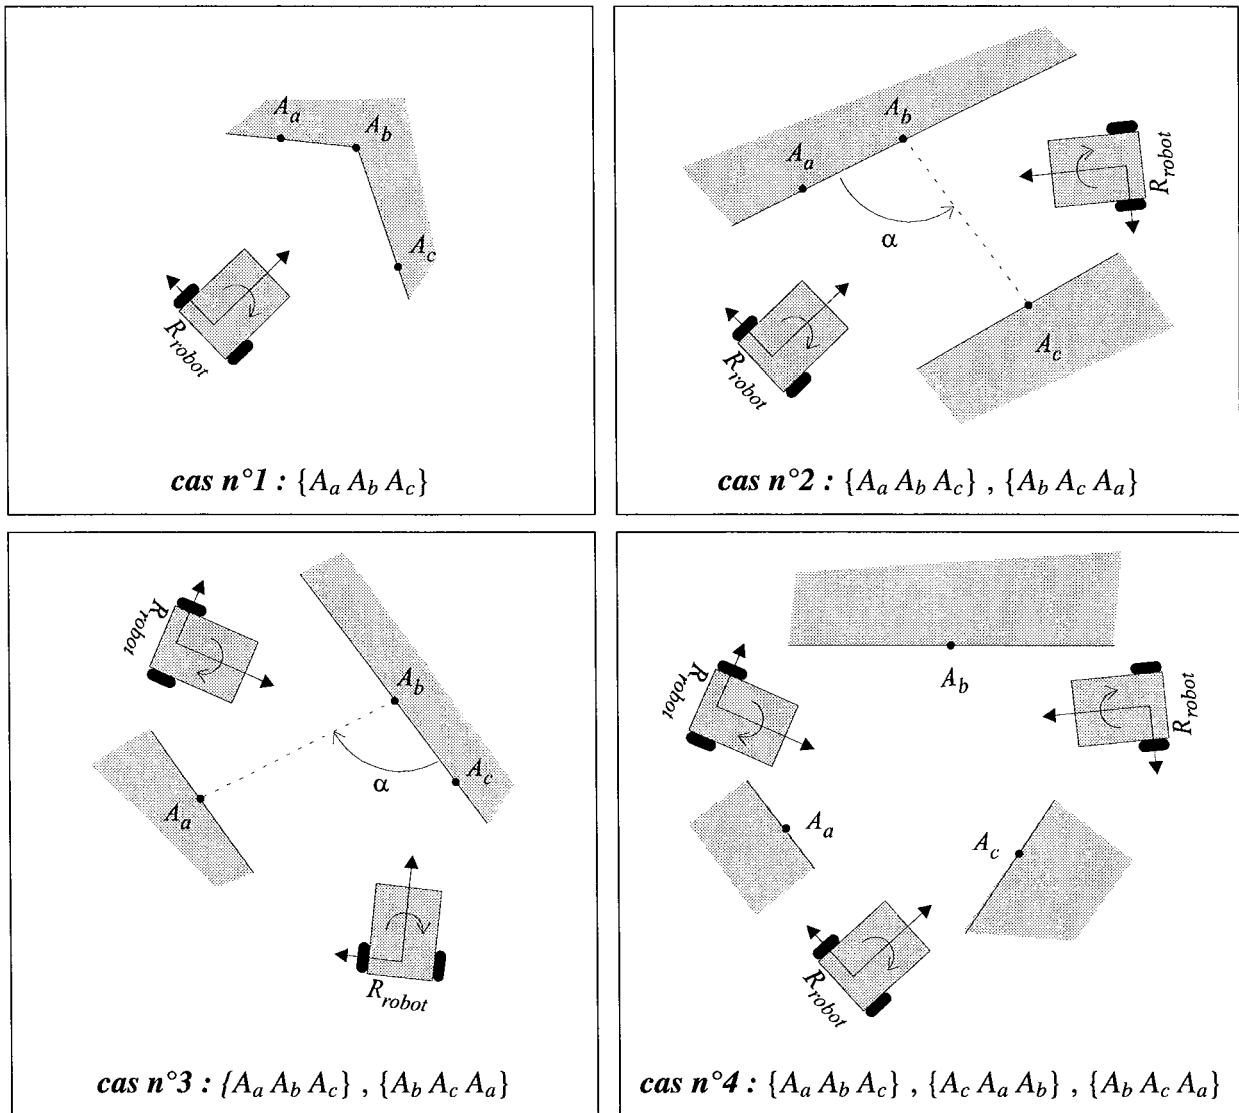 A_a
A_b
A_c
R_robot
cas n°1 : {A_a A_b A_c}
A_b
A_a
R_robot
α
R_robot
A_c
cas n°2 : {A_a A_b A_c} , {A_b A_c A_a}
R_robot
A_b
A_c
α
A_a
R_robot
cas n°3 : {A_a A_b A_c} , {A_b A_c A_a}
R_robot
A_b
R_robot
A_a
A_c
R_robot
cas n°4 : {A_a A_b A_c} , {A_c A_a A_b} , {A_b A_c A_a}